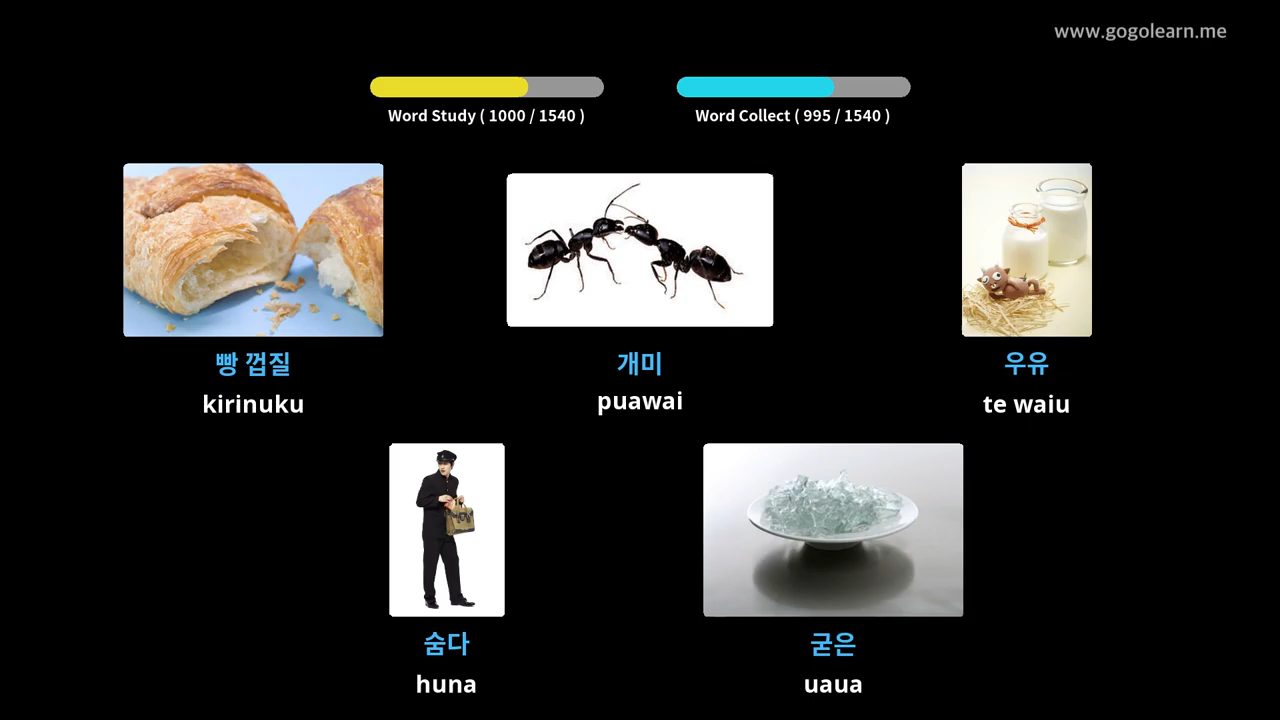 www.gogolearn.me
Word Study ( 1000 / 1540 )
Word Collect ( 995 / 1540 )
빵 껍질
kirinuku
개미
puawai
우유
te waiu
숨다
huna
굳은
uaua